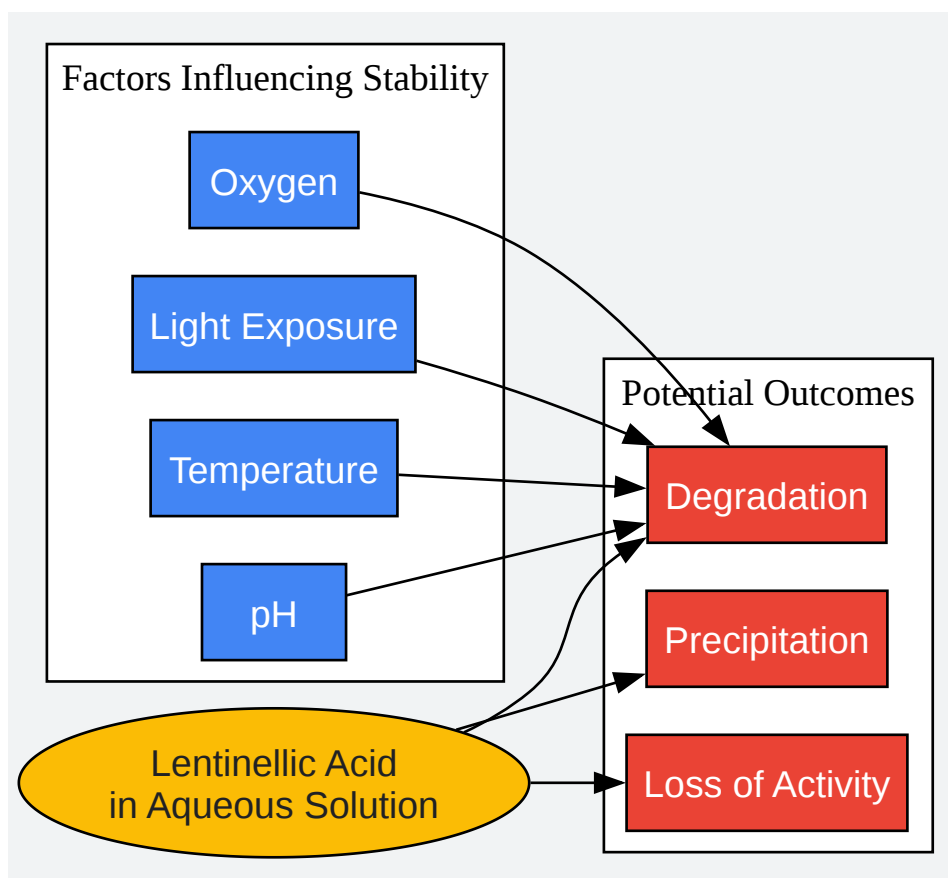 Factors Influencing Stability
Oxygen
Light Exposure
Temperature
pH
Lentinellic Acid
in Aqueous Solution
Potential Outcomes
Degradation
Precipitation
Loss of Activity